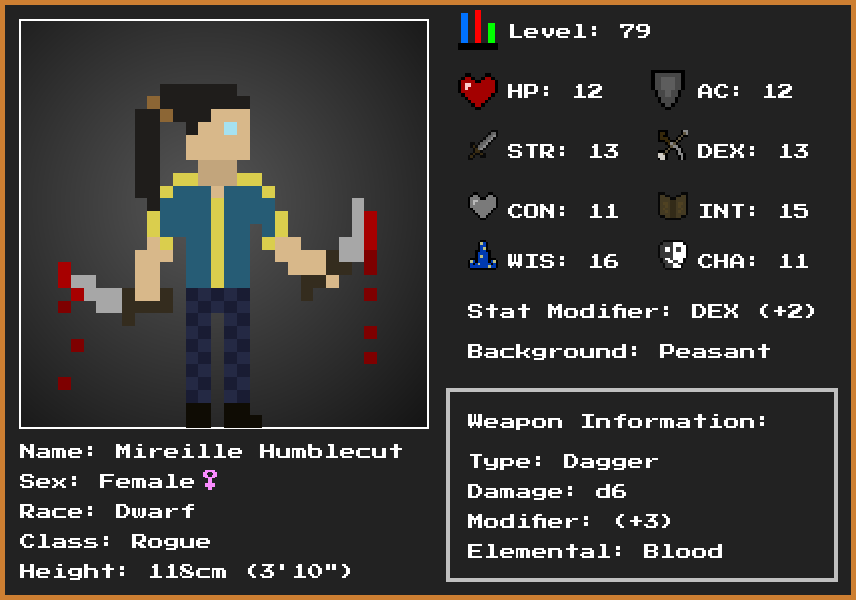 Level: 79
HP: 12
AC: 12
STR: 13
DEX: 13
CON: 11
INT: 15
WIS: 16
CHA: 11
Stat Modifier: DEX (+2)
Background: Peasant
Weapon Information:
Type: Dagger
Damage: d6
Modifier: (+3)
Elemental: Blood
Name: Mireille Humblecut
Sex: Female♀
Race: Dwarf
Class: Rogue
Height: 118cm (3'10")